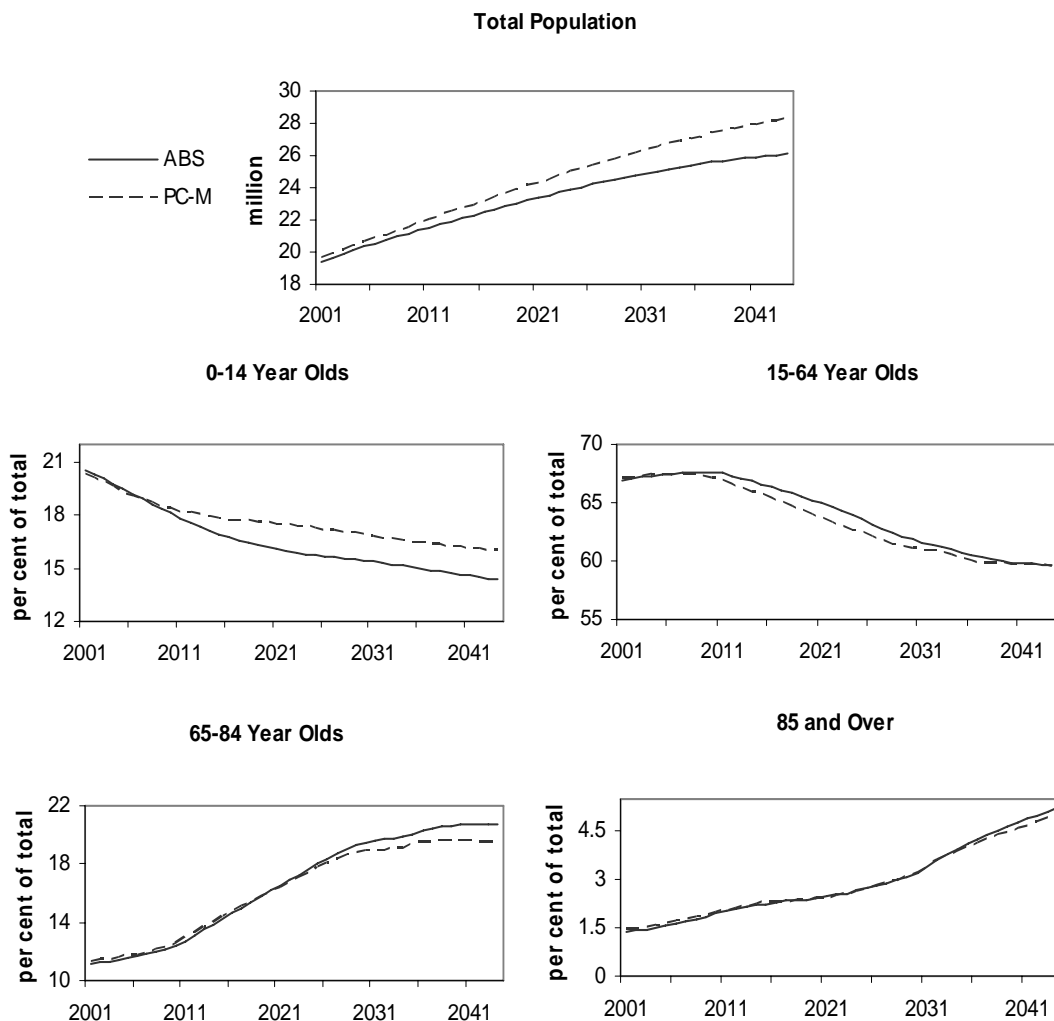 Total Population
30
28
26
24
22
20
18
million
ABS
PC-M
2001 2011 2021 2031 2041
0-14 Year Olds
21
18
15
12
per cent of total
2001 2011 2021 2031 2041
15-64 Year Olds
70
65
60
55
per cent of total
2001 2011 2021 2031 2041
65-84 Year Olds
22
18
14
10
per cent of total
2001 2011 2021 2031 2041
85 and Over
4.5
3
1.5
0
per cent of total
2001 2011 2021 2031 2041